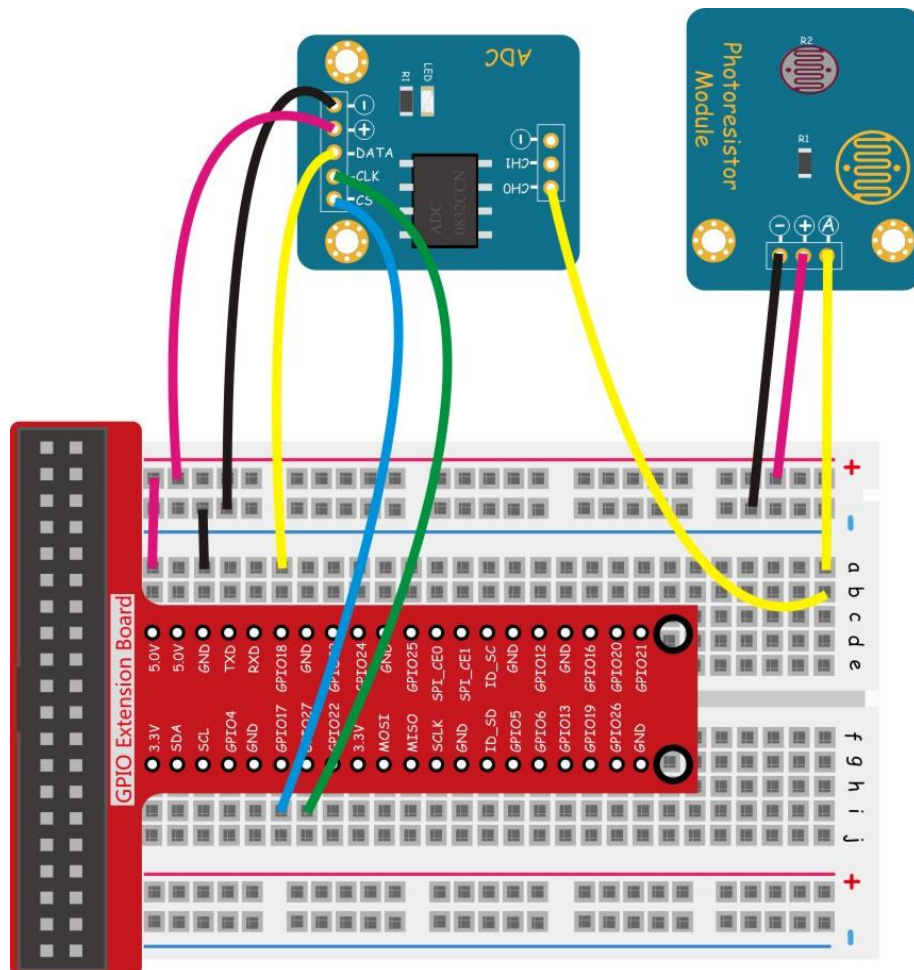 ADC
R1
LED
−
+
DATA
CLK
CS
−
CH1
CH0
ADC
0832CCN
Photoresistor
Module
R2
R1
−
+
A
+
−
a
b
c
d
e
GPIO Extension Board
5.0V
5.0V
GND
TXD
RXD
GPIO18
GND
GPIO24
GND
GPIO25
SPI_CE0
SPI_CE1
ID_SC
GND
GPIO12
GND
GPIO16
GPIO20
GPIO21
3.3V
SDA
SCL
GPIO4
GND
GPIO17
GPIO27
GPIO22
3.3V
MOSI
MISO
SCLK
GND
ID_SD
GPIO5
GPIO6
GPIO13
GPIO19
GPIO26
GND
f
g
h
i
j
+
−